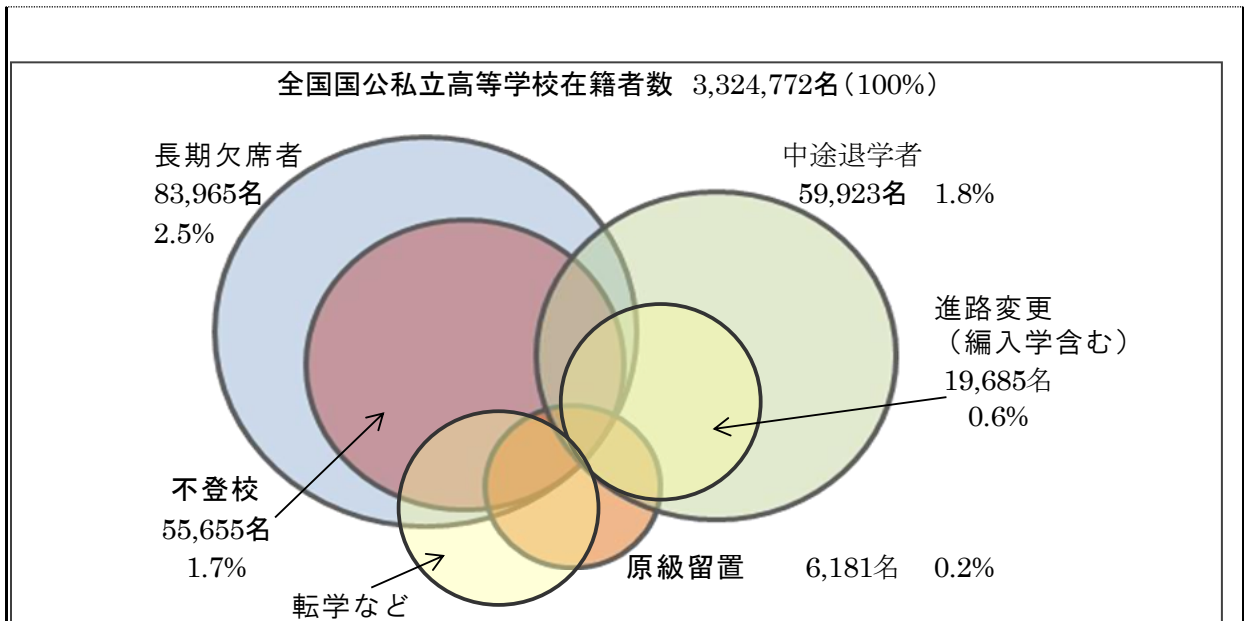 全国国公私立高等学校在籍者数 3,324,772名(100%)
長期欠席者
83,965名
2.5%
中途退学者
59,923名 1.8%
進路変更
(編入学含む)
19,685名
0.6%
不登校
55,655名
1.7%
原級留置 6,181名 0.2%
転学など